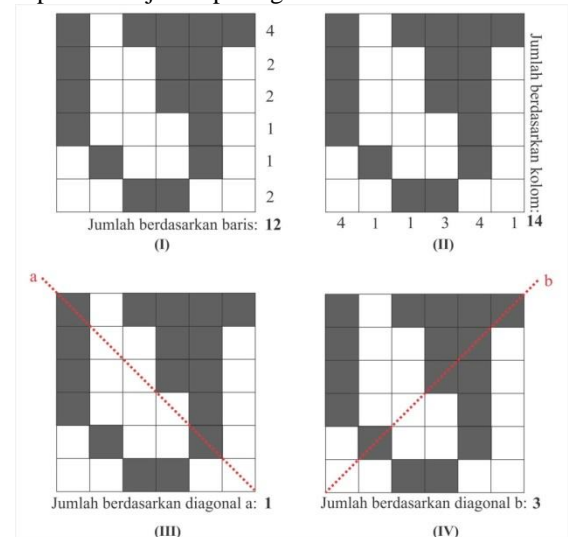 4
2
2
1
1
2
Jumlah berdasarkan baris: 12
(I)
Jumlah berdasarkan kolom:
4 1 1 3 4 1 14
(II)
a
Jumlah berdasarkan diagonal a: 1
(III)
b
Jumlah berdasarkan diagonal b: 3
(IV)